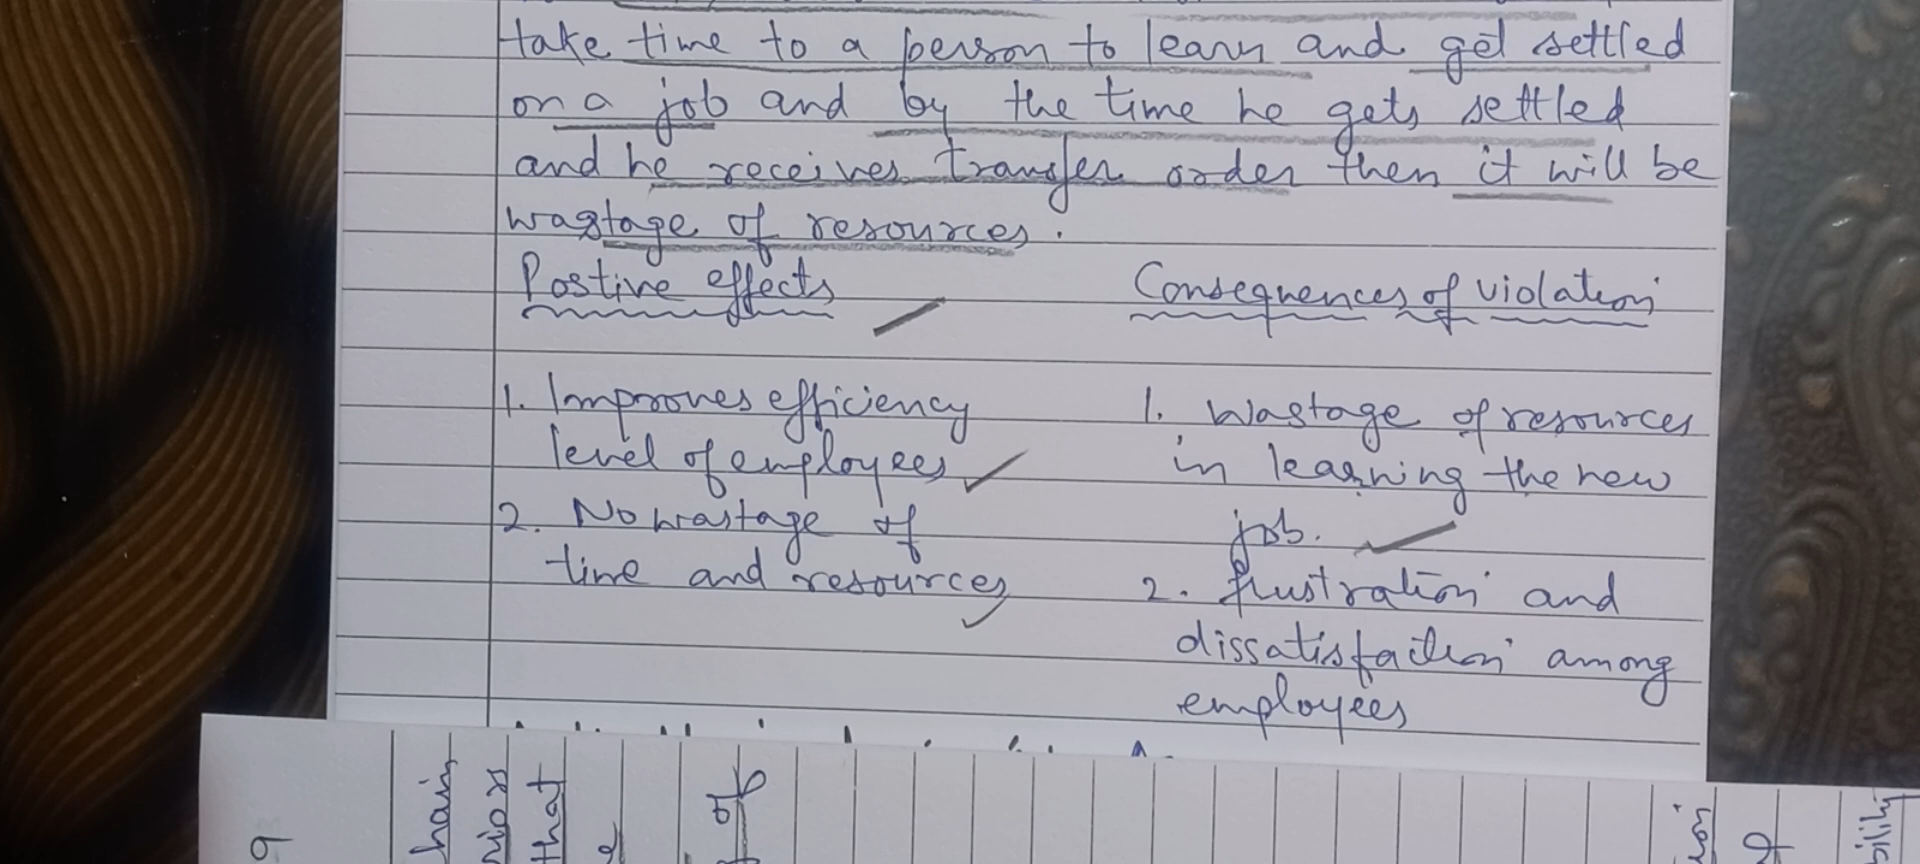 take time to a person to learn and get settled
on a job and by the time he gets settled
and he receives transfer order then it will be
wastage of resources.
Postive effects
Consequences of violation
1. Improves efficiency
level of employees
2. No wastage of
time and resources
1. Wastage of resources
in learning the new
job.
2. frustration and
dissatisfaction among
employees
that
of